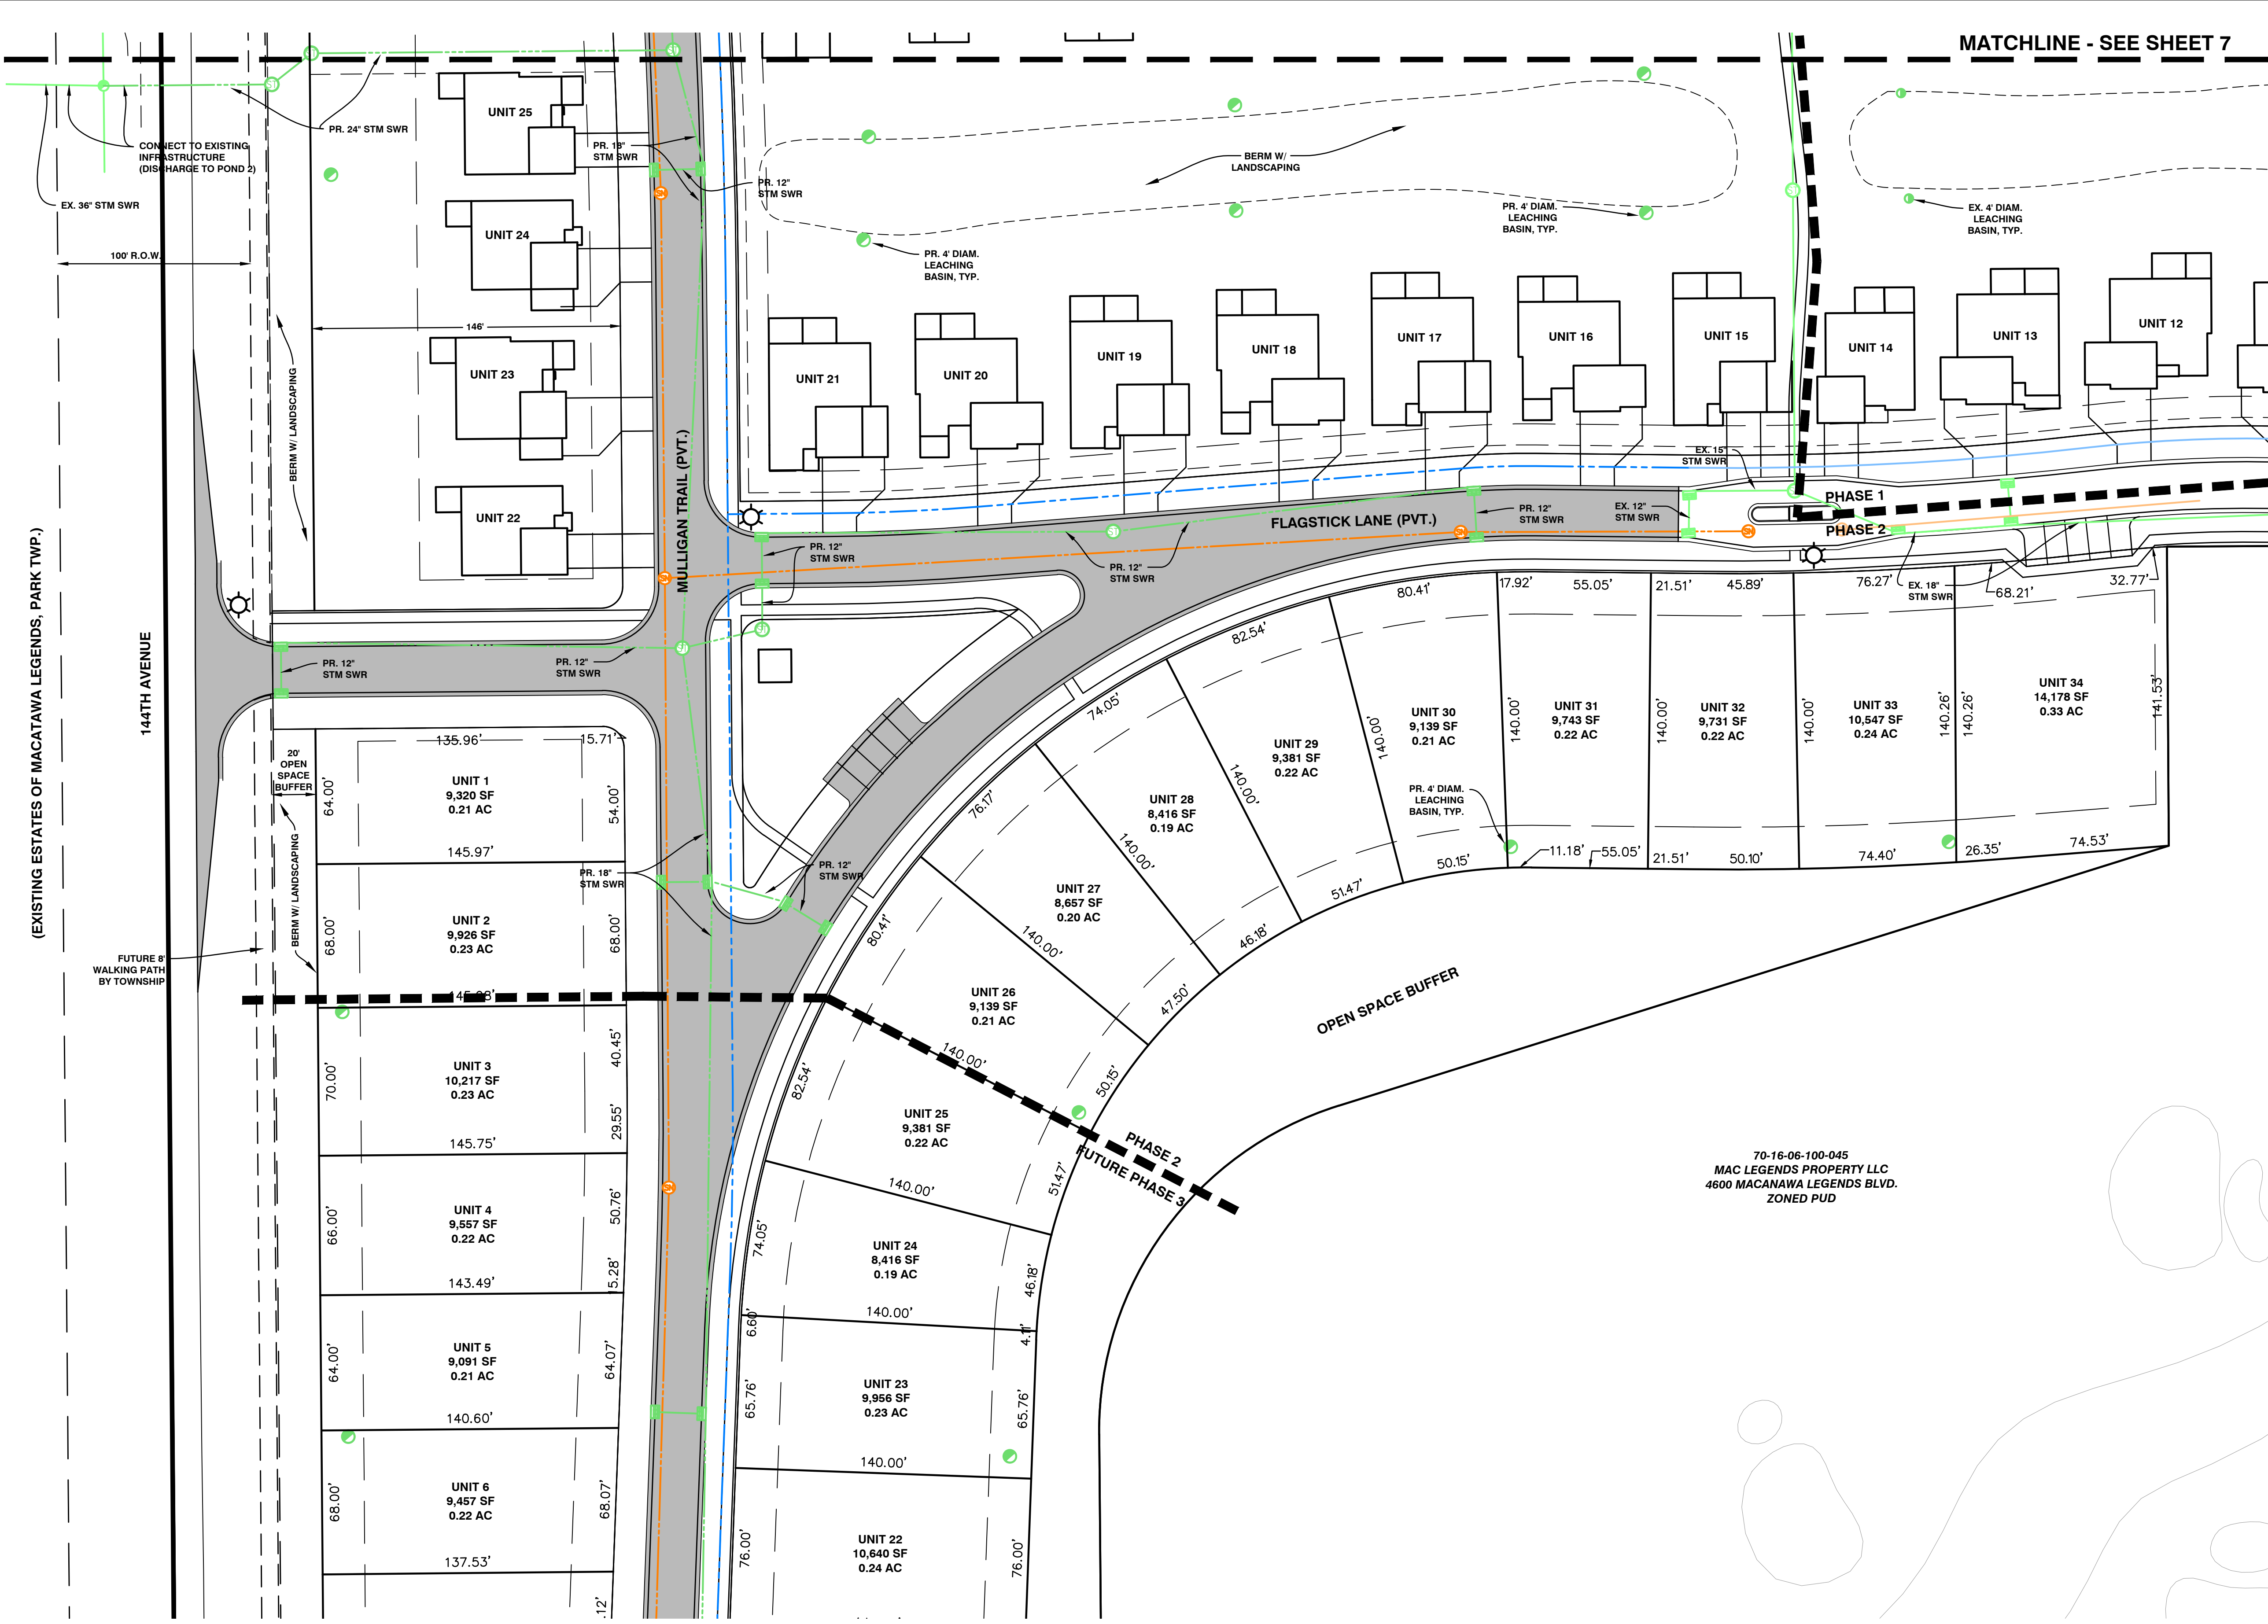 MATCHLINE - SEE SHEET 7
UNIT 25
PR. 24" STM SWR
CONNECT TO EXISTING
INFRASTRUCTURE
(DISCHARGE TO POND 2)
EX. 36" STM SWR
100' R.O.W.
PR. 18"
STM SWR
PR. 12"
STM SWR
BERM W/
LANDSCAPING
PR. 4' DIAM.
LEACHING
BASIN, TYP.
PR. 4' DIAM.
LEACHING
BASIN, TYP.
EX. 4' DIAM.
LEACHING
BASIN, TYP.
UNIT 24
146'
UNIT 23
UNIT 22
BERM W/ LANDSCAPING
MULLIGAN TRAIL (PVT.)
UNIT 21
UNIT 20
UNIT 19
UNIT 18
UNIT 17
UNIT 16
UNIT 15
UNIT 14
UNIT 13
UNIT 12
EX. 15"
STM SWR
PHASE 1
PHASE 2
FLAGSTICK LANE (PVT.)
PR. 12"
STM SWR
EX. 12"
STM SWR
PR. 12"
STM SWR
PR. 12"
STM SWR
EX. 18"
STM SWR
PR. 12"
STM SWR
PR. 12"
STM SWR
(EXISTING ESTATES OF MACATAWA LEGENDS, PARK TWP.)
144TH AVENUE
20'
OPEN
SPACE
BUFFER
BERM W/ LANDSCAPING
FUTURE 8'
WALKING PATH
BY TOWNSHIP
135.96'
15.71'
64.00'
UNIT 1
9,320 SF
0.21 AC
54.00'
145.97'
68.00'
UNIT 2
9,926 SF
0.23 AC
68.00'
145.98'
PR. 18"
STM SWR
PR. 12"
STM SWR
70.00'
UNIT 3
10,217 SF
0.23 AC
40.45'
29.55'
145.75'
66.00'
UNIT 4
9,557 SF
0.22 AC
50.76'
15.28'
143.49'
64.00'
UNIT 5
9,091 SF
0.21 AC
64.07'
140.60'
68.00'
UNIT 6
9,457 SF
0.22 AC
68.07'
137.53'
.12'
80.41'
17.92'
55.05'
21.51'
45.89'
76.27'
68.21'
32.77'
82.54'
74.05'
76.17'
80.41'
82.54'
74.05'
6.60'
65.76'
76.00'
UNIT 34
14,178 SF
0.33 AC
141.53'
140.26'
140.26'
UNIT 33
10,547 SF
0.24 AC
140.00'
UNIT 32
9,731 SF
0.22 AC
140.00'
UNIT 31
9,743 SF
0.22 AC
140.00'
UNIT 30
9,139 SF
0.21 AC
140.00'
UNIT 29
9,381 SF
0.22 AC
140.00'
UNIT 28
8,416 SF
0.19 AC
140.00'
UNIT 27
8,657 SF
0.20 AC
140.00'
UNIT 26
9,139 SF
0.21 AC
140.00'
PR. 4' DIAM.
LEACHING
BASIN, TYP.
50.15'
11.18'
55.05'
21.51'
50.10'
74.40'
26.35'
74.53'
51.47'
46.18'
47.50'
50.15'
51.47'
OPEN SPACE BUFFER
PHASE 2
FUTURE PHASE 3
UNIT 25
9,381 SF
0.22 AC
140.00'
UNIT 24
8,416 SF
0.19 AC
46.18'
140.00'
4.11'
UNIT 23
9,956 SF
0.23 AC
65.76'
140.00'
UNIT 22
10,640 SF
0.24 AC
76.00'
70-16-06-100-045
MAC LEGENDS PROPERTY LLC
4600 MACANAWA LEGENDS BLVD.
ZONED PUD